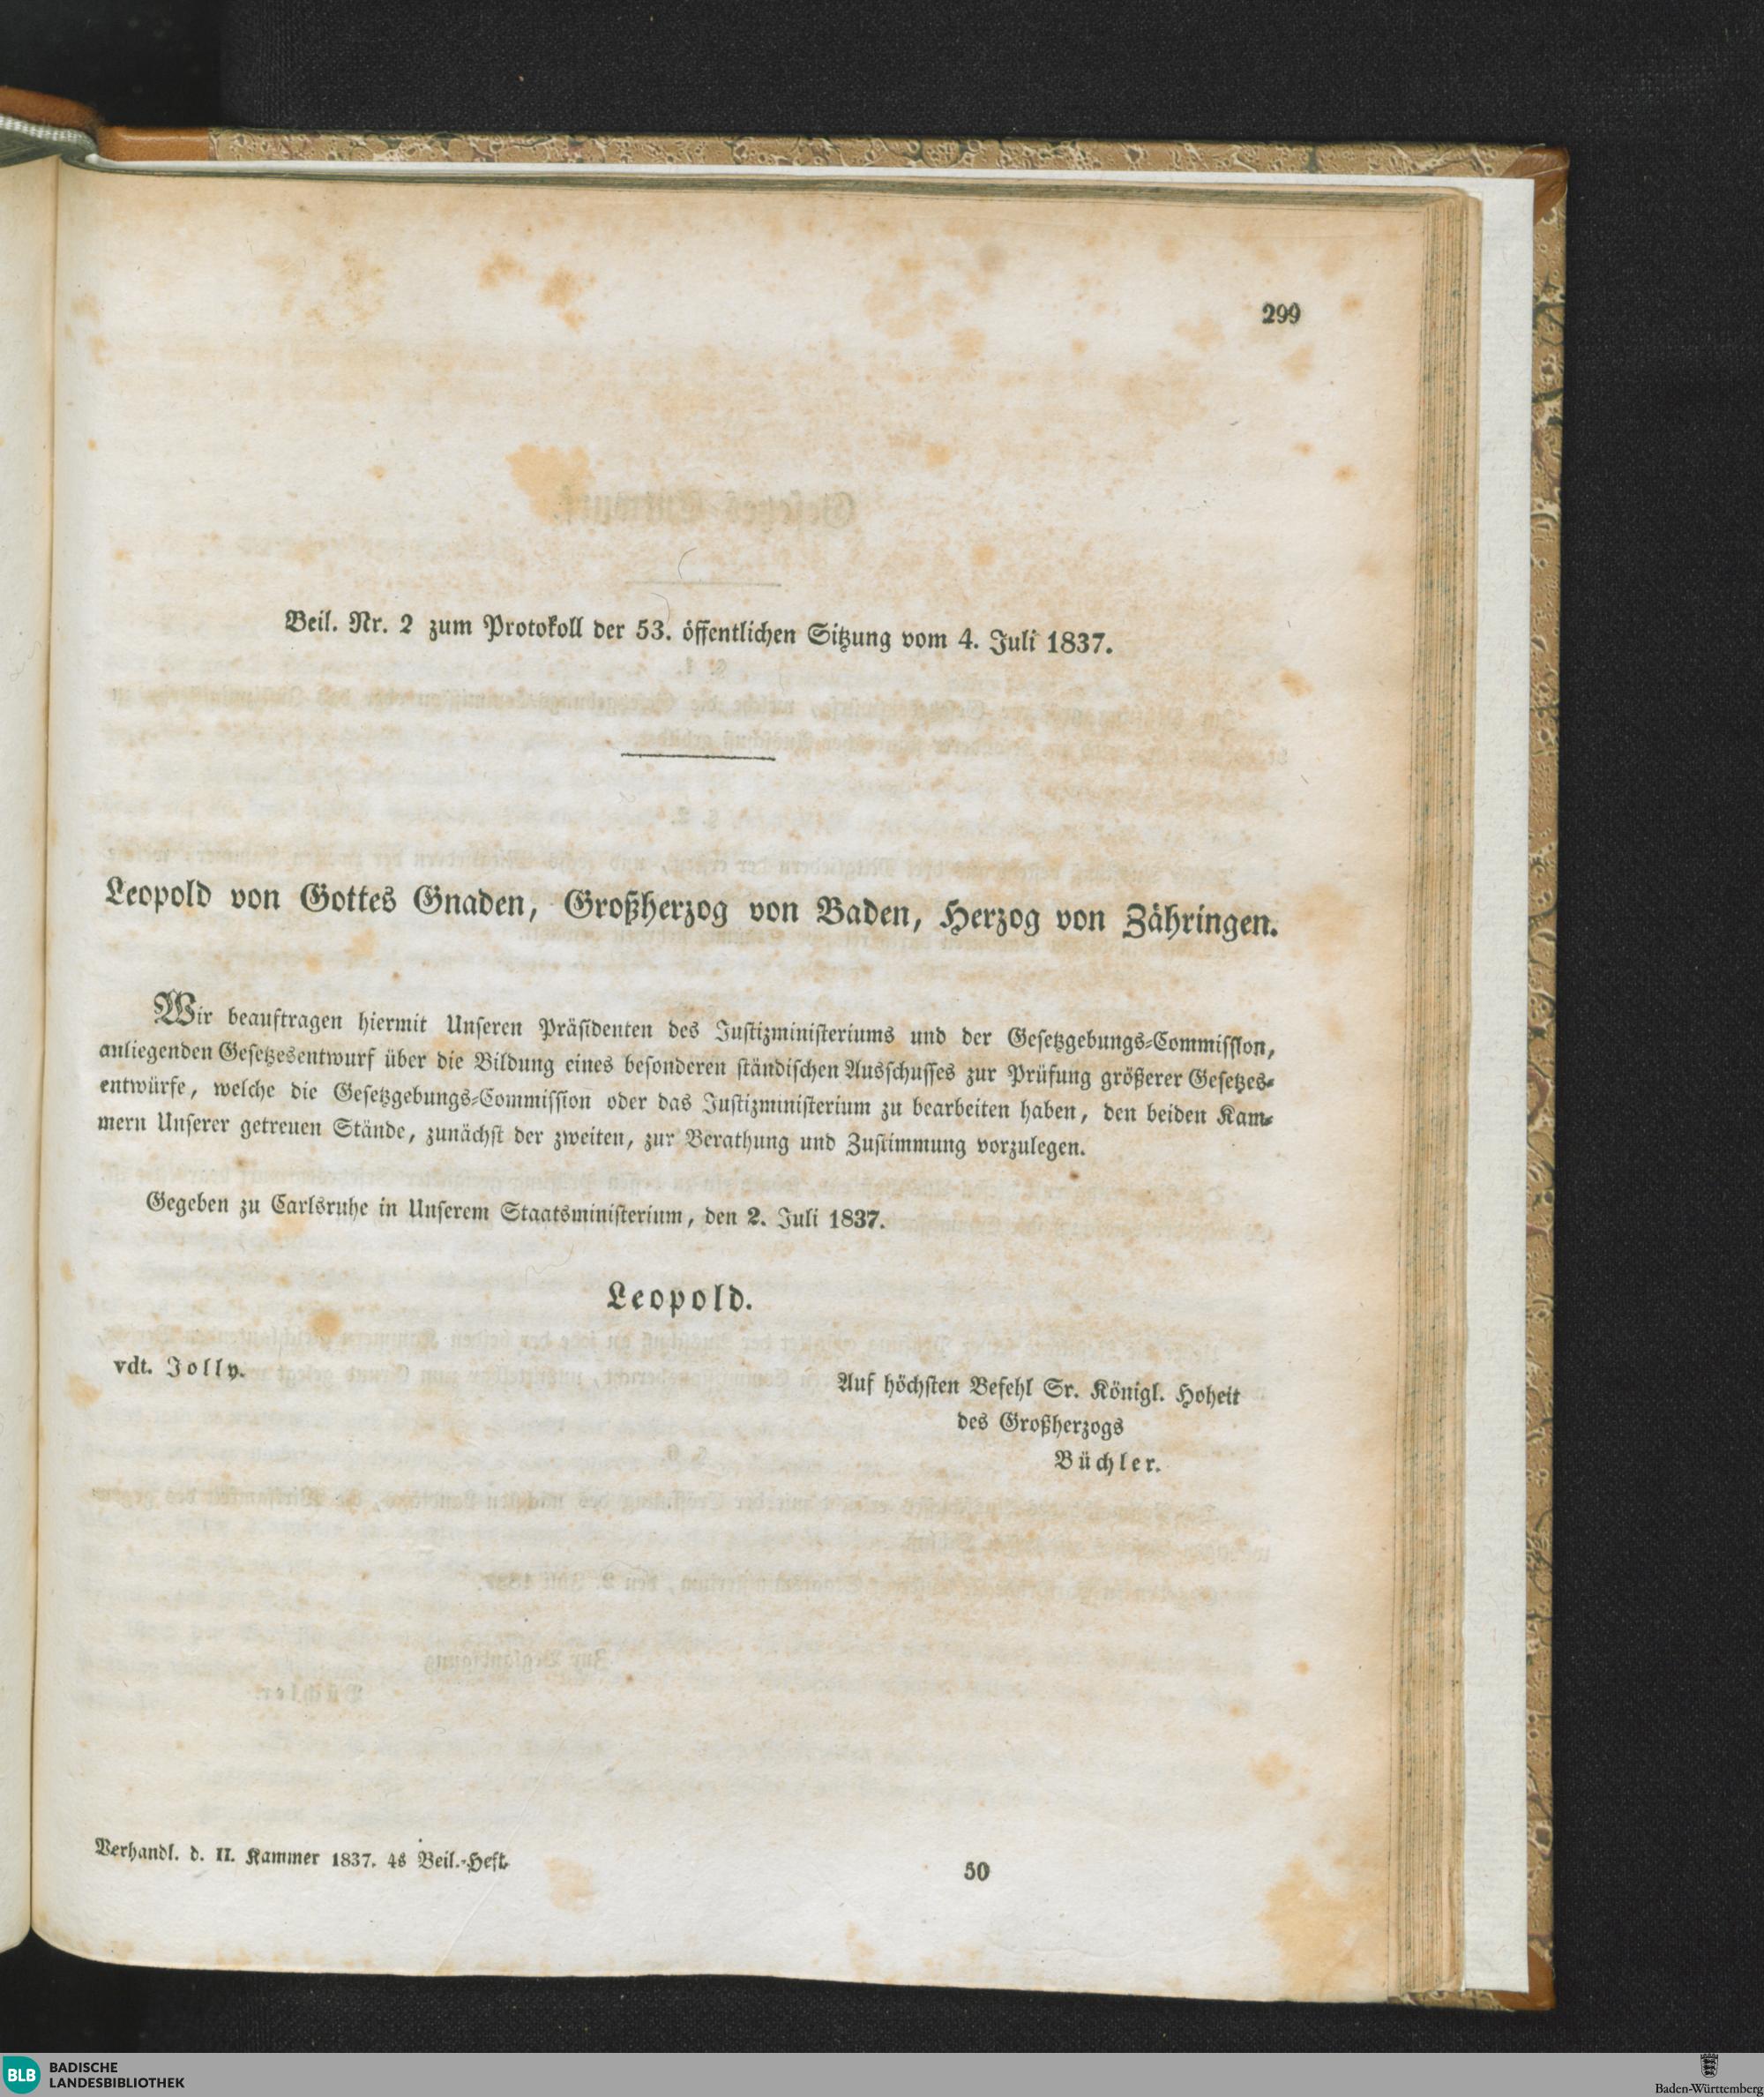 299
Beil. Nr. 2 zum Protokoll der 53. öffentlichen Sitzung vom 4. Juli 1837.
Leopold von Gottes Gnaden, Großherzog von Baden, Herzog von Zähringen.
Wir beauftragen hiermit Unseren Präsidenten des Justizministeriums und der Gesetzgebungs-Commission,
anliegenden Gesetzesentwurf über die Bildung eines besonderen ständischen Ausschusses zur Prüfung größerer Gesetzes-
entwürfe, welche die Gesetzgebungs-Commission oder das Justizministerium zu bearbeiten haben, den beiden Kam-
mern Unserer getreuen Stände, zunächst der zweiten, zur Berathung und Zustimmung vorzulegen.
Gegeben zu Carlsruhe in Unserem Staatsministerium, den 2. Juli 1837.
Leopold.
vdt. Jolly.
Auf höchsten Befehl Sr. Königl. Hoheit
des Großherzogs
Büchler.
Verhandl. d. II. Kammer 1837. 4s Beil.-Heft.
50
BLB BADISCHE
LANDESBIBLIOTHEK
Baden-Württemberg